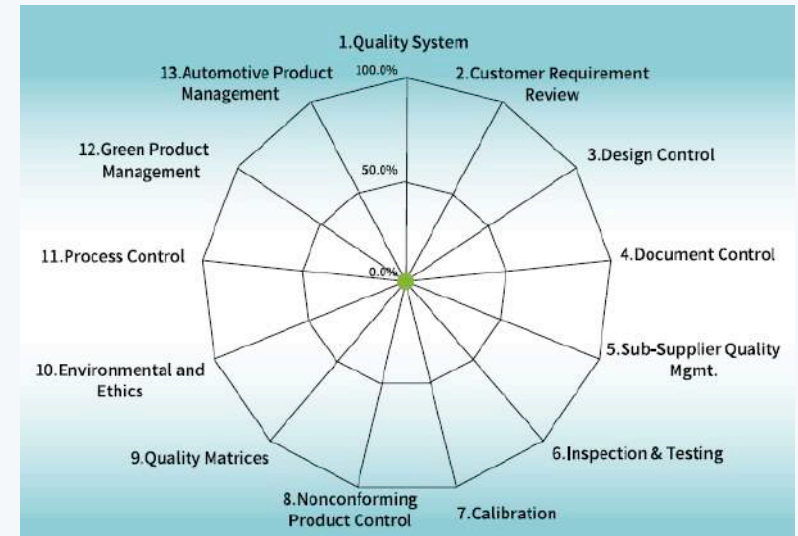 1.Quality System
100.0%
2.Customer Requirement
Review
3.Design Control
4.Document Control
5.Sub-Supplier Quality
Mgmt.
6.Inspection & Testing
7.Calibration
8.Nonconforming
Product Control
9.Quality Matrices
10.Environmental and
Ethics
11.Process Control
12.Green Product
Management
13.Automotive Product
Management
50.0%
0.0%